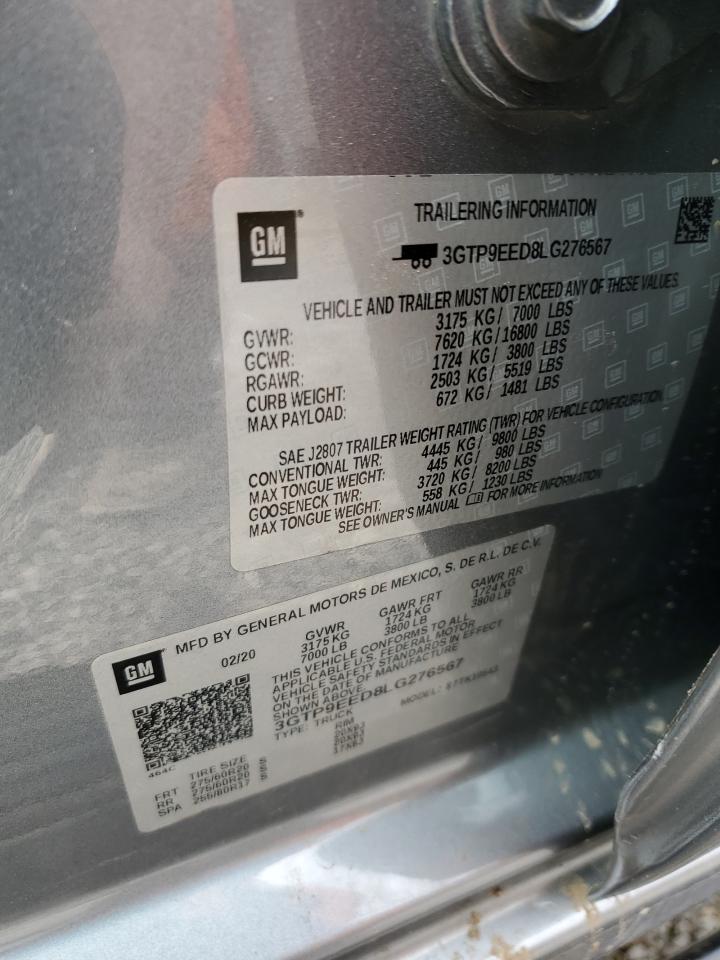 GM
TRAILERING INFORMATION
3GTP9EED8LG276567
VEHICLE AND TRAILER MUST NOT EXCEED ANY OF THESE VALUES.
GVWR: 3175 KG/ 7000 LBS
GCWR: 7620 KG/16800 LBS
RGAWR: 1724 KG/ 3800 LBS
CURB WEIGHT: 2503 KG/ 5519 LBS
MAX PAYLOAD: 672 KG/ 1481 LBS
SAE J2807 TRAILER WEIGHT RATING (TWR) FOR VEHICLE CONFIGURATION
CONVENTIONAL TWR: 4445 KG/ 9800 LBS
MAX TONGUE WEIGHT: 445 KG/ 980 LBS
GOOSENECK TWR: 3720 KG/ 8200 LBS
MAX TONGUE WEIGHT: 558 KG/ 1230 LBS
SEE OWNER'S MANUAL FOR MORE INFORMATION
GM
MFD BY GENERAL MOTORS DE MEXICO, S. DE R.L. DE C.V.
02/20 GVWR GAWR FRT GAWR RR
3175 KG 1724 KG 1724 KG
7000 LB 3800 LB 3800 LB
THIS VEHICLE CONFORMS TO ALL
APPLICABLE U.S. FEDERAL MOTOR
VEHICLE SAFETY STANDARDS IN EFFECT
ON THE DATE OF MANUFACTURE
SHOWN ABOVE.
3GTP9EED8LG276567
TYPE: TRUCK MODEL:
464C
TIRE SIZE RIM
FRT 275/60R20
RR 275/60R20
SPA 255/80R17